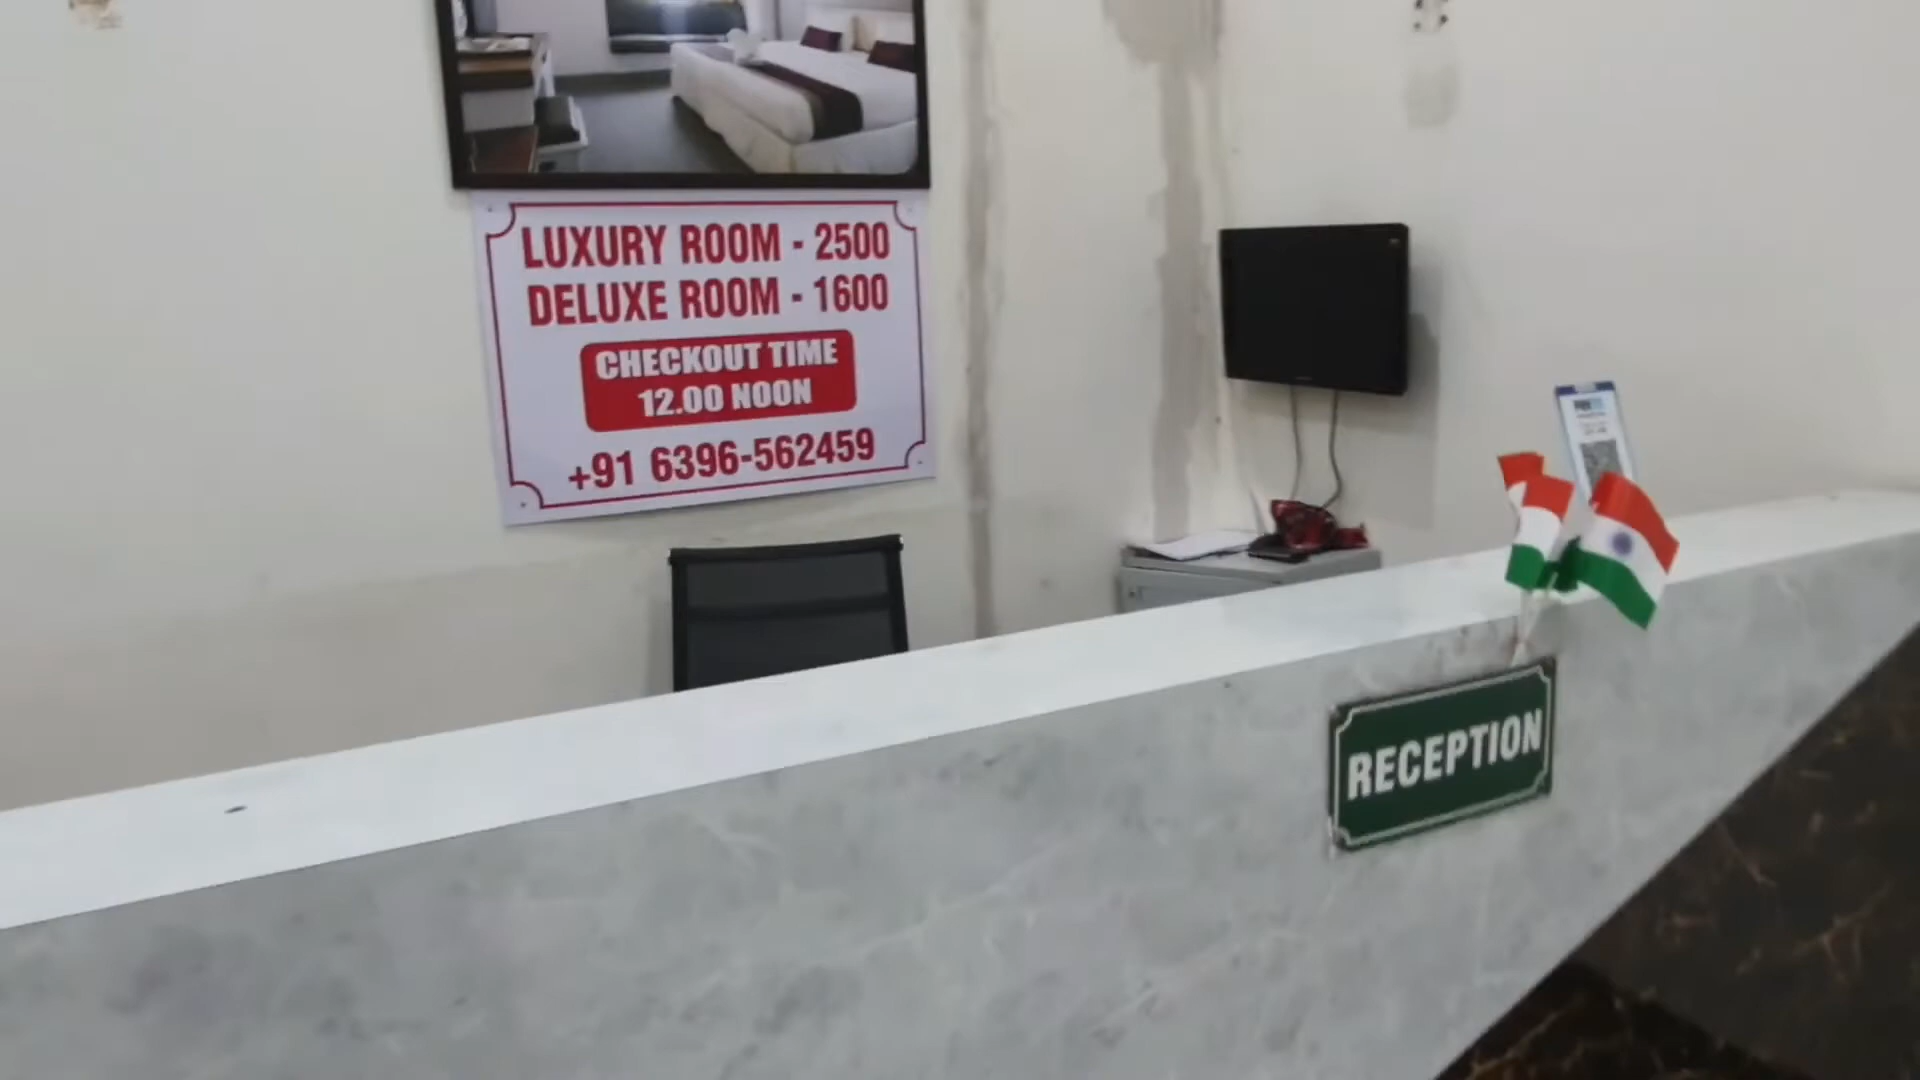 LUXURY ROOM - 2500
DELUXE ROOM - 1600
CHECKOUT TIME
12.00 NOON
+91 6396-562459
RECEPTION